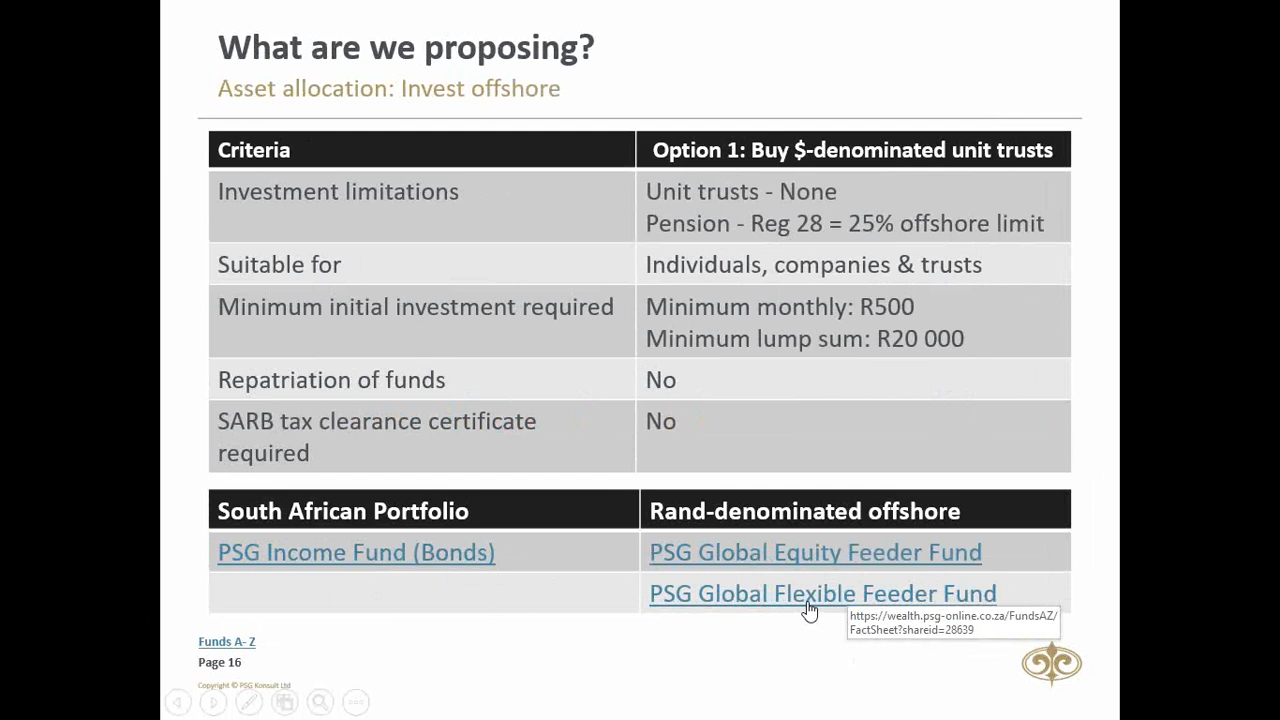 What are we proposing?
Asset allocation: Invest offshore
Criteria
Option 1: Buy $-denominated unit trusts
Investment limitations
Unit trusts - None
Pension - Reg 28 = 25% offshore limit
Suitable for
Individuals, companies & trusts
Minimum initial investment required
Minimum monthly: R500
Minimum lump sum: R20 000
Repatriation of funds
No
SARB tax clearance certificate
required
No
South African Portfolio
Rand-denominated offshore
PSG Income Fund (Bonds)
PSG Global Equity Feeder Fund
PSG Global Flexible Feeder Fund
https://wealth.psg-online.co.za/FundsAZ/
FactSheet?shareid=28639
Funds A- Z
Page 16
Copyright © PSG Konsult Ltd